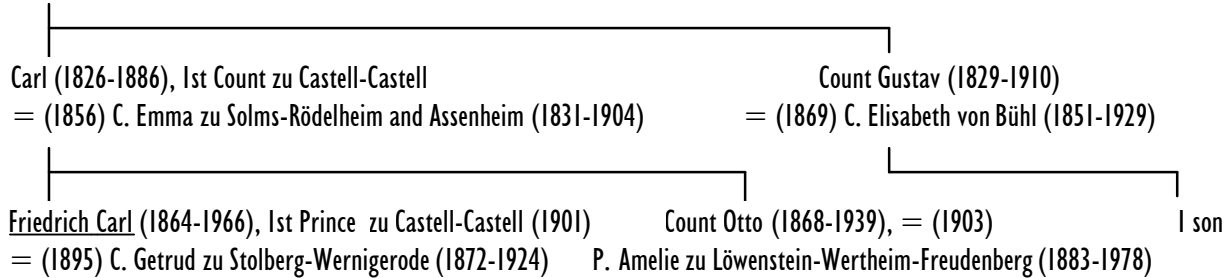 Carl (1826-1886), 1st Count zu Castell-Castell
= (1856) C. Emma zu Solms-Rödelheim and Assenheim (1831-1904)
Count Gustav (1829-1910)
= (1869) C. Elisabeth von Bühl (1851-1929)
Friedrich Carl (1864-1966), 1st Prince zu Castell-Castell (1901)
= (1895) C. Getrud zu Stolberg-Wernigerode (1872-1924)
Count Otto (1868-1939), = (1903)
P. Amelie zu Löwenstein-Wertheim-Freudenberg (1883-1978)
1 son